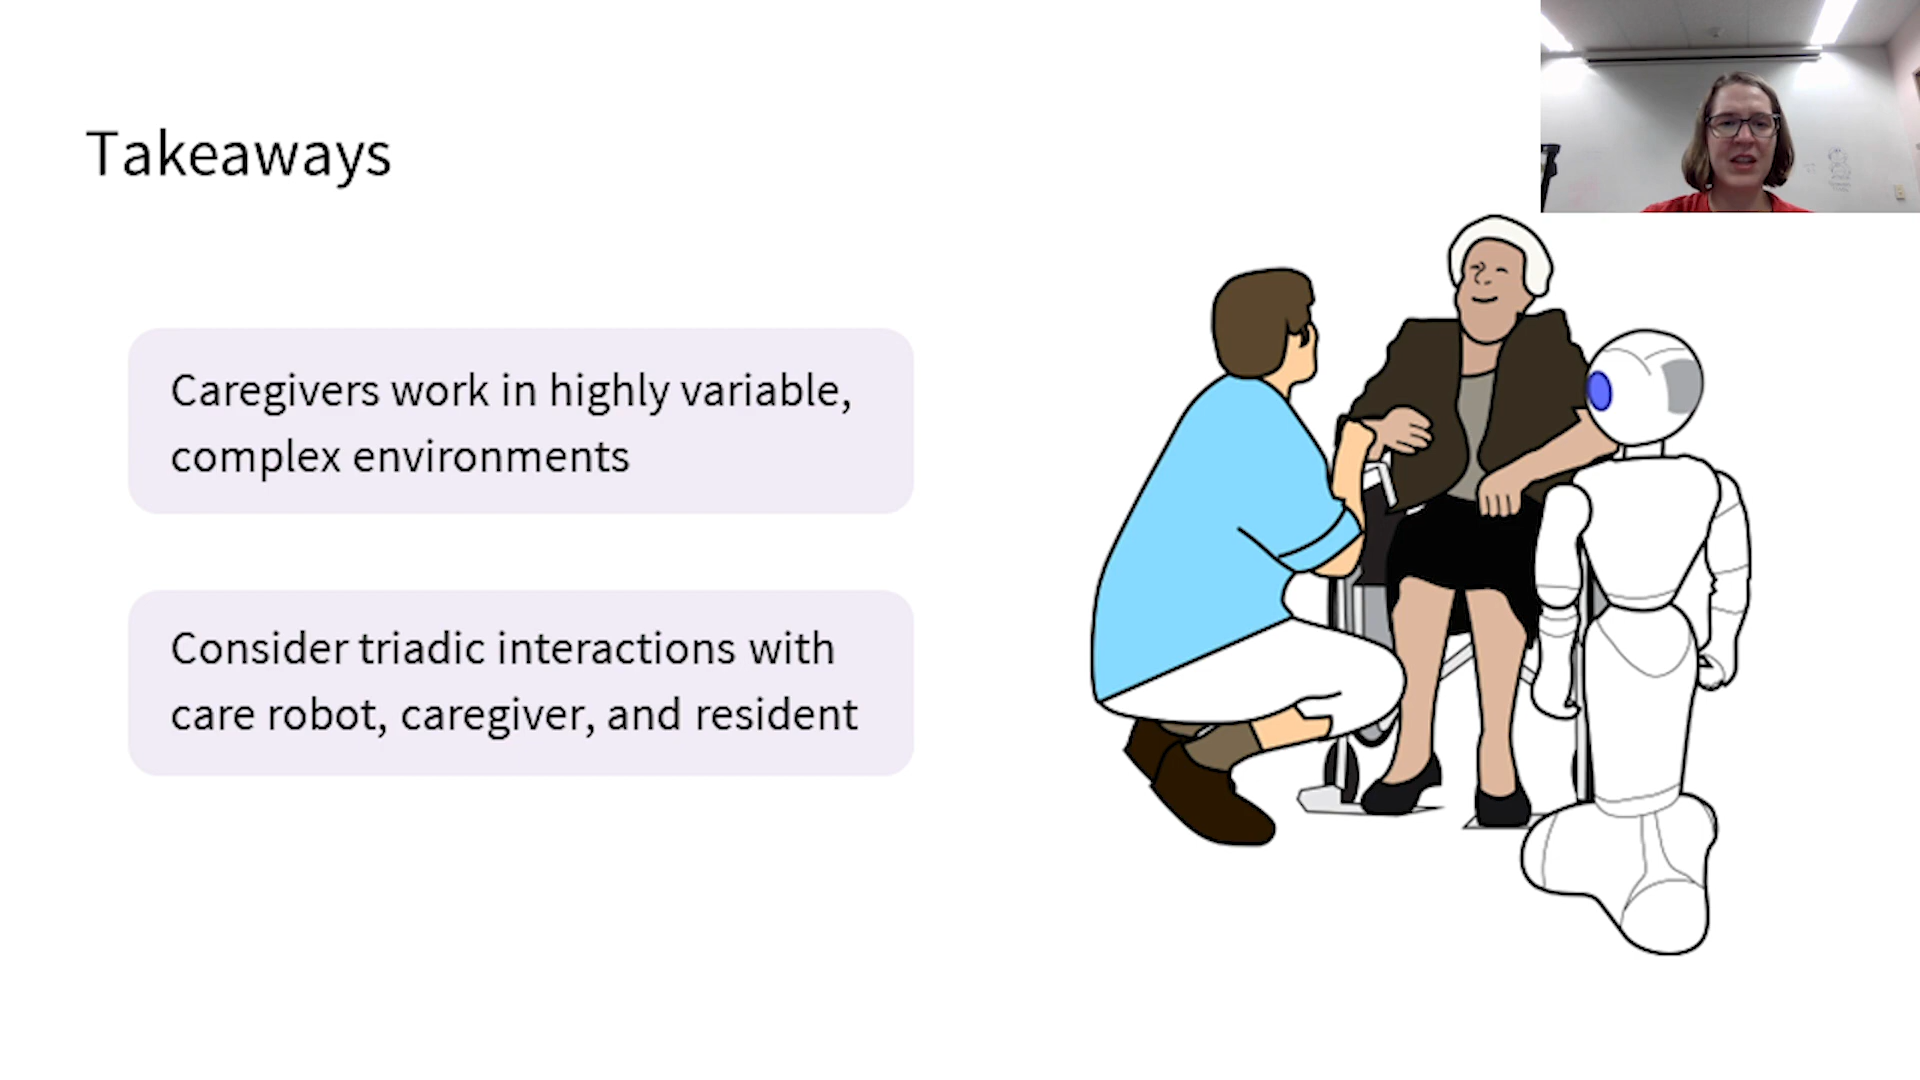 Takeaways
Caregivers work in highly variable,
complex environments
Consider triadic interactions with
care robot, caregiver, and resident